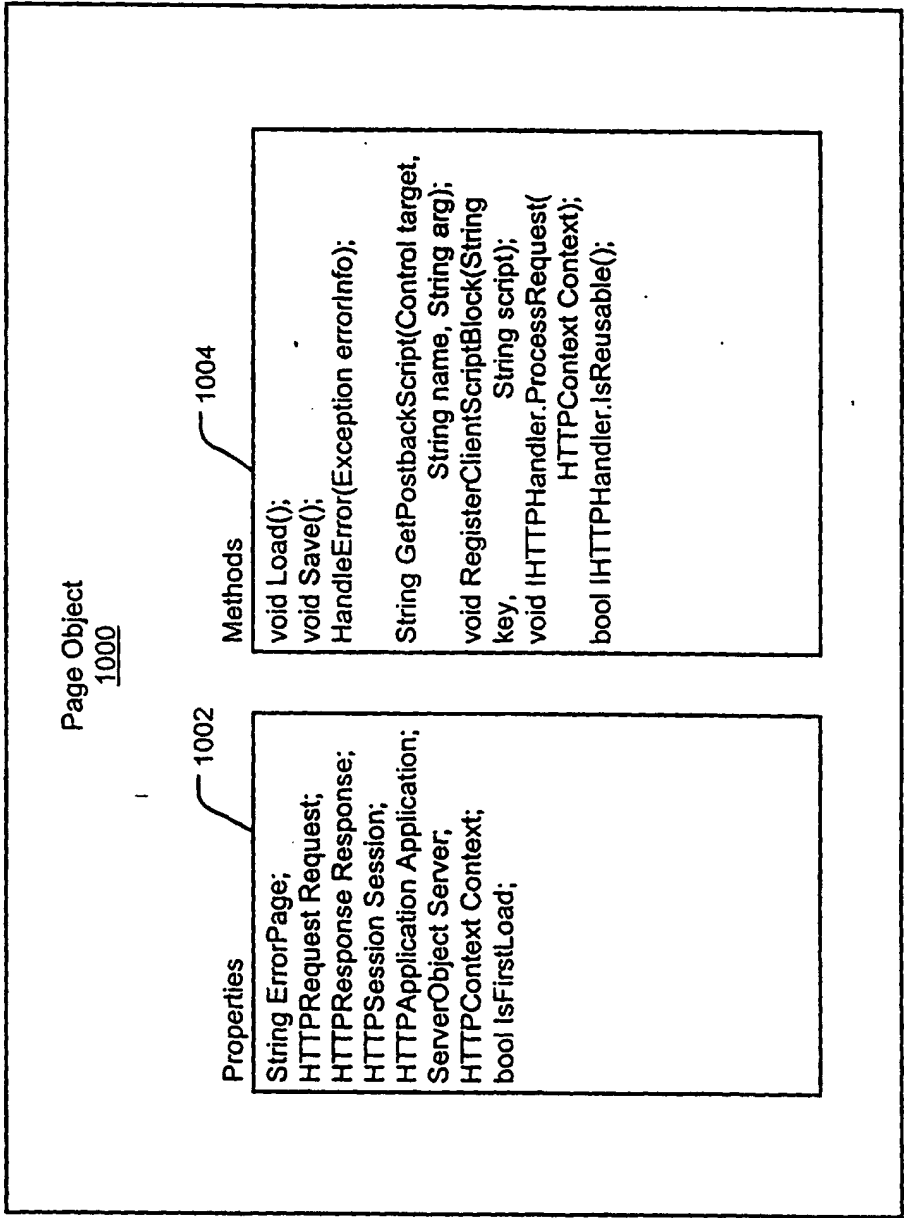 Page Object
1000
Properties
1002
String ErrorPage;
HTTPRequest Request;
HTTPResponse Response;
HTTPSession Session;
HTTPApplication Application;
ServerObject Server;
HTTPContext Context;
bool IsFirstLoad;
Methods
1004
void Load();
void Save();
HandleError(Exception errorInfo);
String GetPostbackScript(Control target,
String name, String arg);
void RegisterClientScriptBlock(String
key,
String script);
void IHTTPHandler.ProcessRequest(
HTTPContext Context);
bool IHTTPHandler.IsReusable();